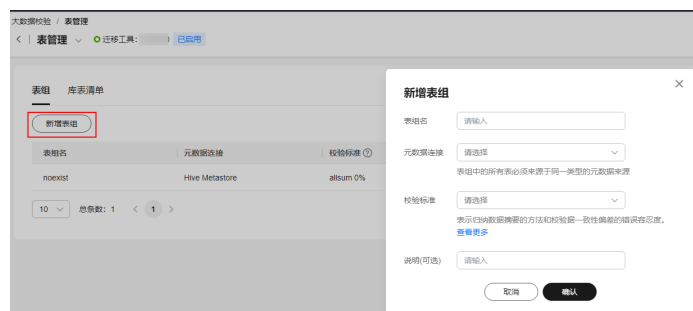 大数据校验 / 表管理
表管理 迁移工具: 已启用
表组 库表清单
新增表组
表组名 元数据连接 校验标准
noexist Hive Metastore allsum 0%
10 总条数: 1 < 1 >
新增表组
表组名 请输入
元数据连接 请选择
表组中的所有表必须来源于同一类型的元数据来源
校验标准 请选择
表示归纳数据摘要的方法和校验据一致性偏差的错误容忍度。
查看更多
说明(可选) 请输入
取消 确认